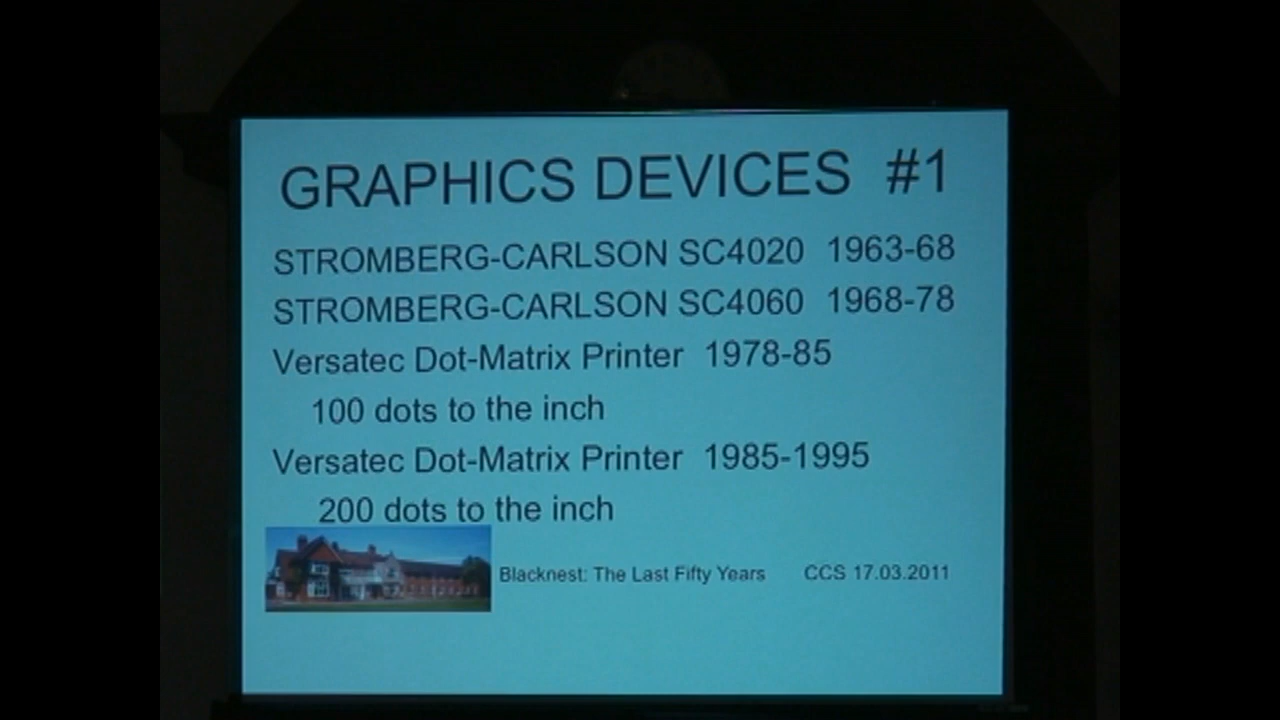 GRAPHICS DEVICES #1
STROMBERG-CARLSON SC4020 1963-68
STROMBERG-CARLSON SC4060 1968-78
Versatec Dot-Matrix Printer 1978-85
100 dots to the inch
Versatec Dot-Matrix Printer 1985-1995
200 dots to the inch
Blacknest: The Last Fifty Years CCS 17.03.2011